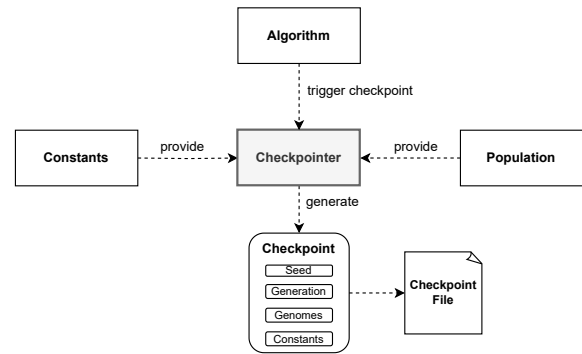 Algorithm
trigger checkpoint
Constants
provide
Checkpointer
provide
Population
generate
Checkpoint
Seed
Generation
Genomes
Constants
Checkpoint
File